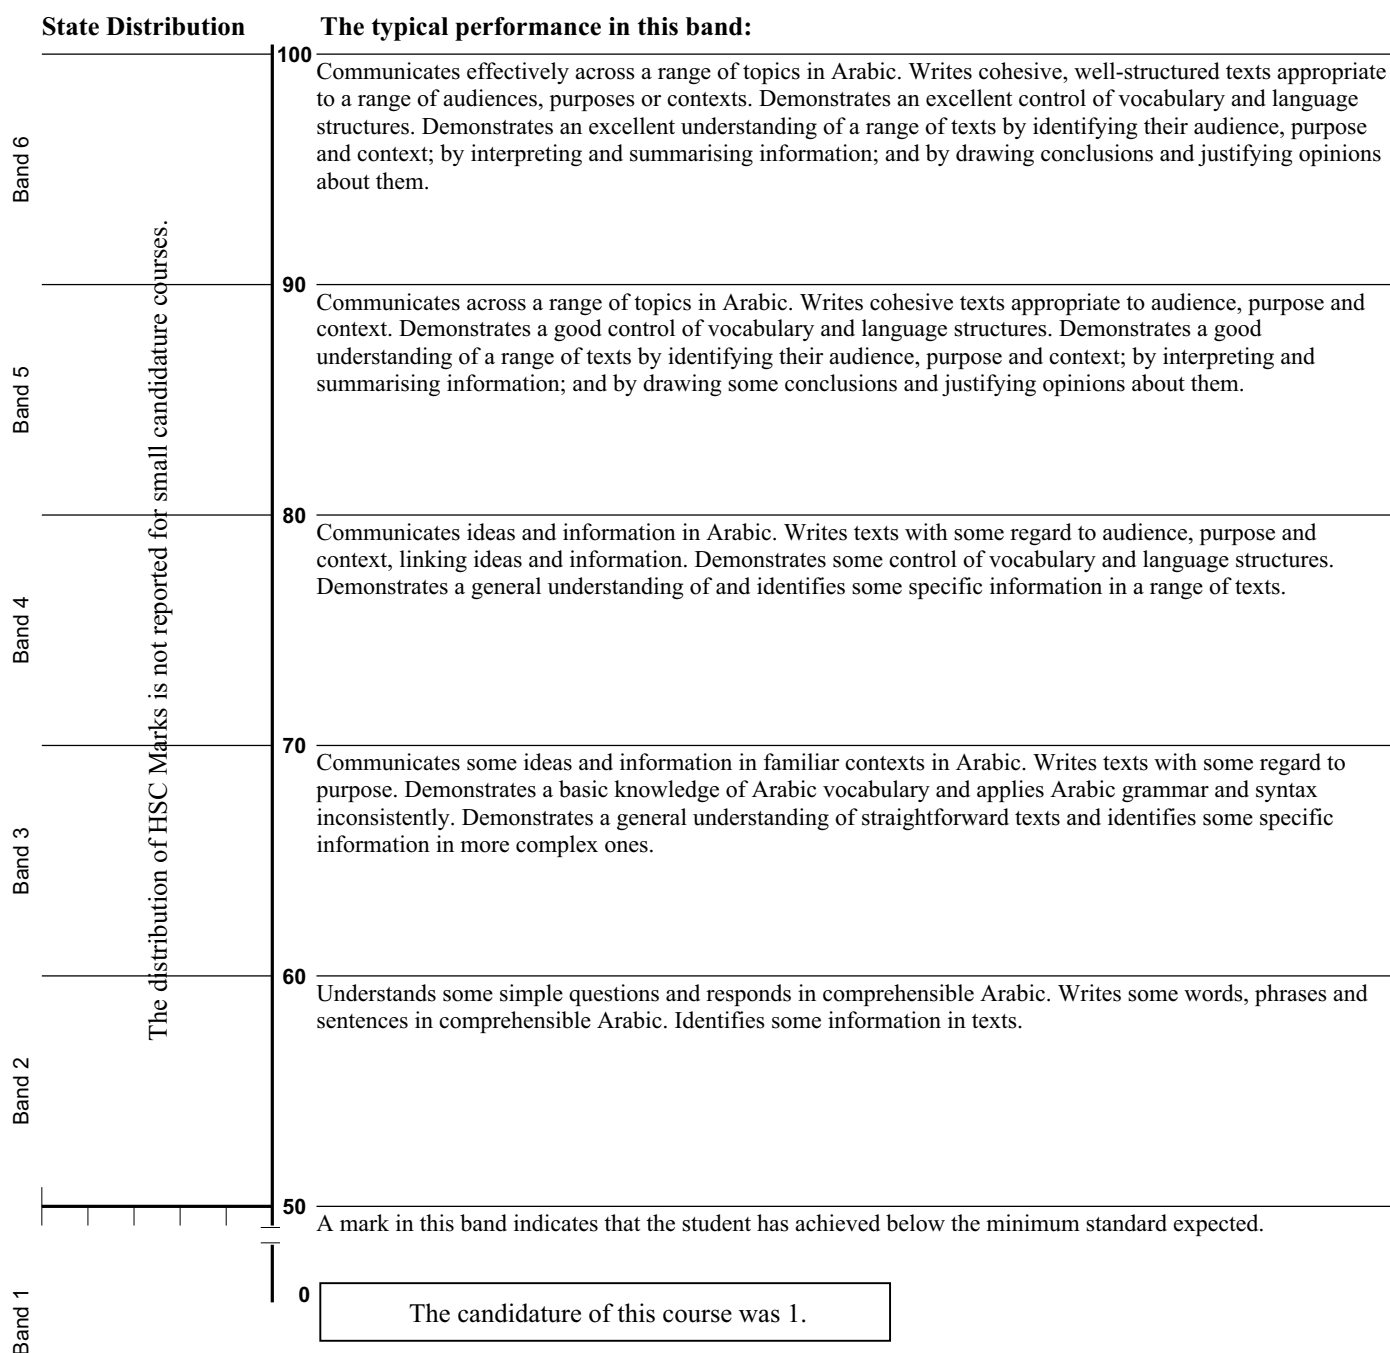 State Distribution
The typical performance in this band:
100
Communicates effectively across a range of topics in Arabic. Writes cohesive, well-structured texts appropriate
to a range of audiences, purposes or contexts. Demonstrates an excellent control of vocabulary and language
structures. Demonstrates an excellent understanding of a range of texts by identifying their audience, purpose
and context; by interpreting and summarising information; and by drawing conclusions and justifying opinions
about them.
Band 6
90
Communicates across a range of topics in Arabic. Writes cohesive texts appropriate to audience, purpose and
context. Demonstrates a good control of vocabulary and language structures. Demonstrates a good
understanding of a range of texts by identifying their audience, purpose and context; by interpreting and
summarising information; and by drawing some conclusions and justifying opinions about them.
Band 5
80
Communicates ideas and information in Arabic. Writes texts with some regard to audience, purpose and
context, linking ideas and information. Demonstrates some control of vocabulary and language structures.
Demonstrates a general understanding of and identifies some specific information in a range of texts.
Band 4
The distribution of HSC Marks is not reported for small candidature courses.
70
Communicates some ideas and information in familiar contexts in Arabic. Writes texts with some regard to
purpose. Demonstrates a basic knowledge of Arabic vocabulary and applies Arabic grammar and syntax
inconsistently. Demonstrates a general understanding of straightforward texts and identifies some specific
information in more complex ones.
Band 3
60
Understands some simple questions and responds in comprehensible Arabic. Writes some words, phrases and
sentences in comprehensible Arabic. Identifies some information in texts.
Band 2
50
A mark in this band indicates that the student has achieved below the minimum standard expected.
0
Band 1
The candidature of this course was 1.